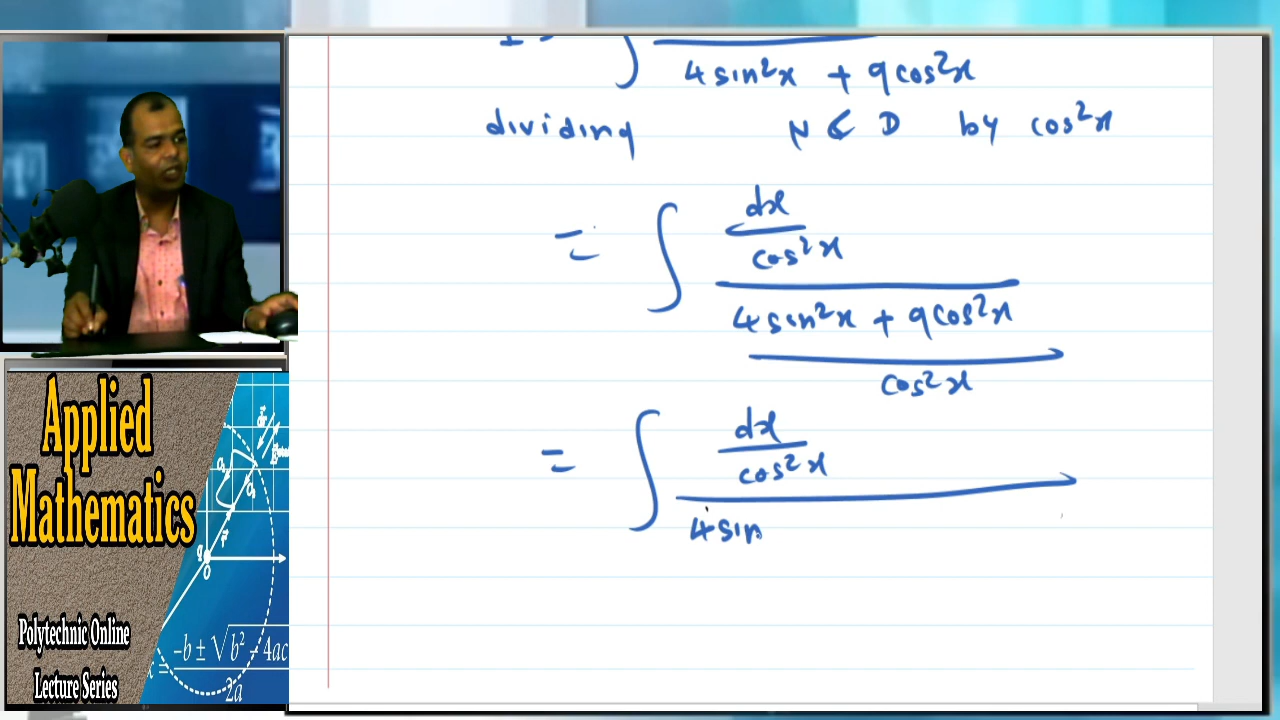 I = ∫
4sin²x + 9cos²x
dividing N & D by cos²x
= ∫ dx
cos²x
4sin²x + 9cos²x
cos²x
= ∫ dx
cos²x
4sin
Applied
Mathematics
Polytechnic Online
Lecture Series
-b ± √b² - 4ac
x =
2a